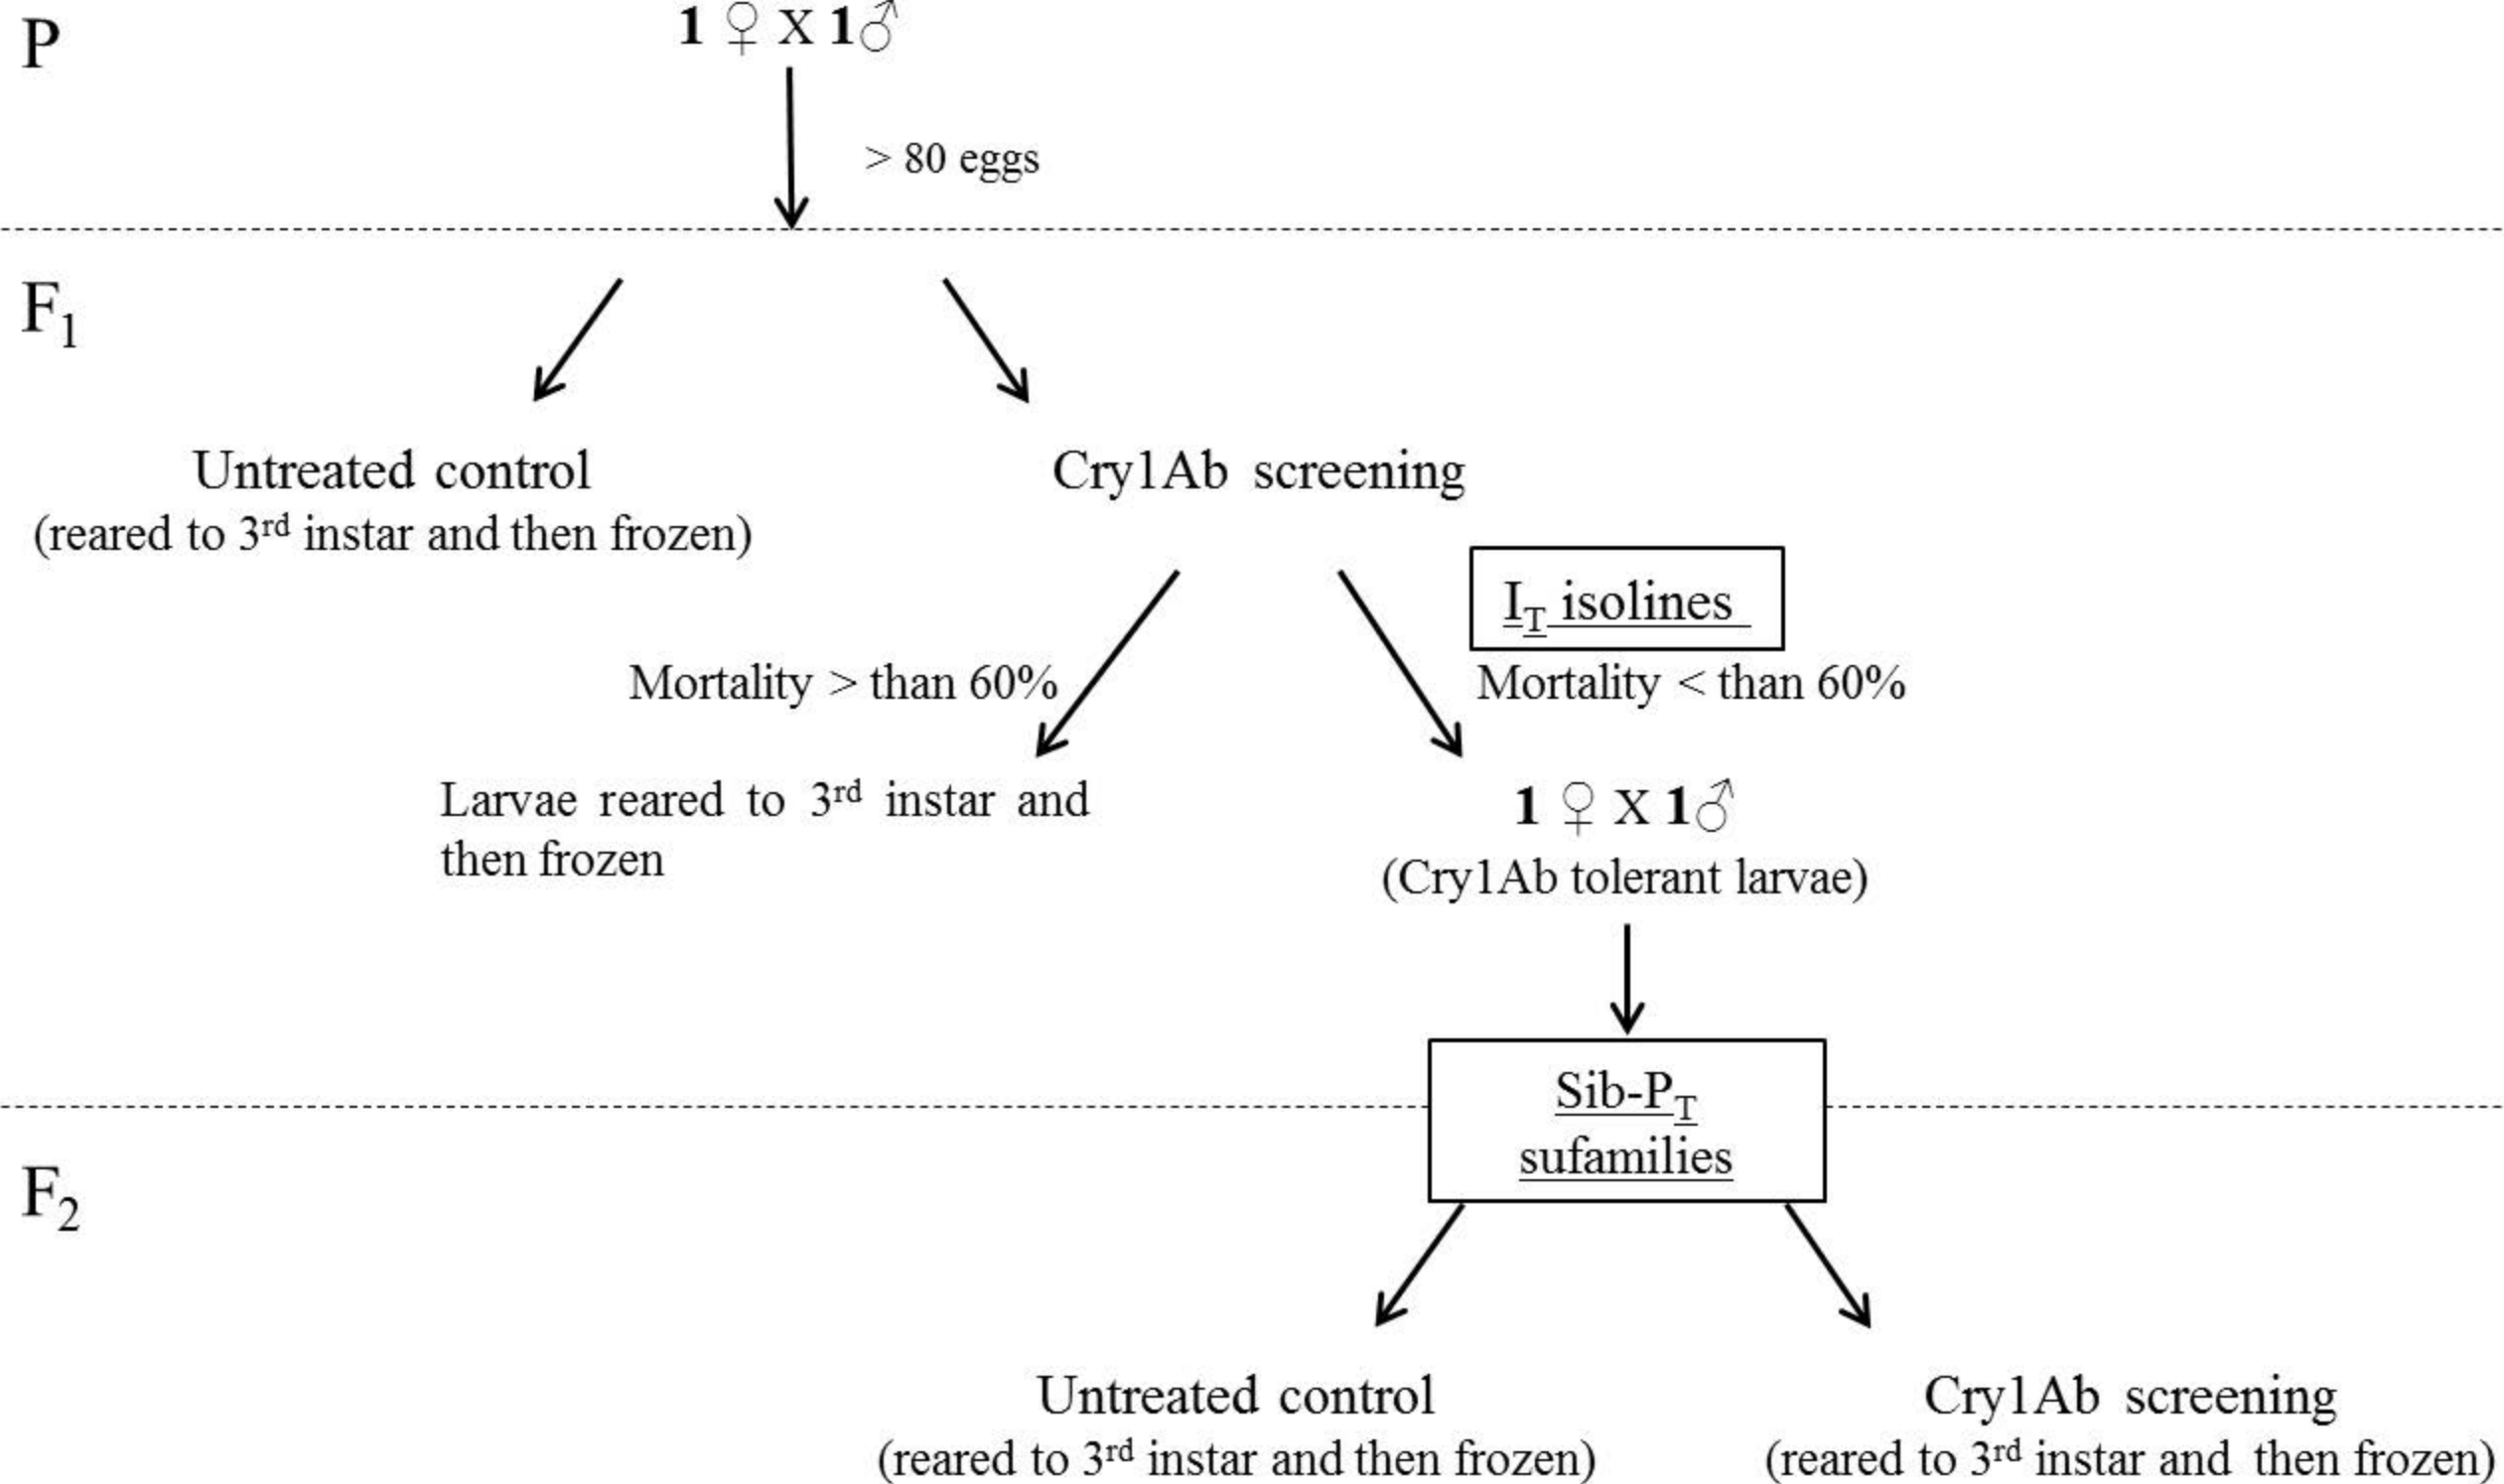 P
1 ♀ X 1♂
> 80 eggs
F₁
Untreated control
(reared to 3ʳᵈ instar and then frozen)
Cry1Ab screening
I_T isolines
Mortality > than 60%
Mortality < than 60%
Larvae reared to 3ʳᵈ instar and
then frozen
1 ♀ X 1♂
(Cry1Ab tolerant larvae)
Sib-P_T
sufamilies
F₂
Untreated control
(reared to 3ʳᵈ instar and then frozen)
Cry1Ab screening
(reared to 3ʳᵈ instar and then frozen)